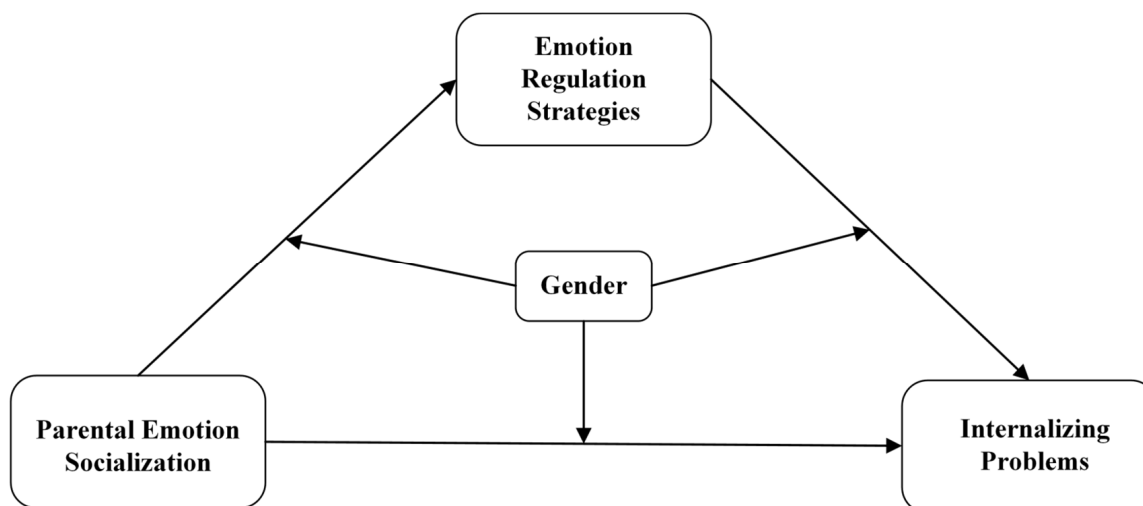 Emotion
Regulation
Strategies
Gender
Parental Emotion
Socialization
Internalizing
Problems